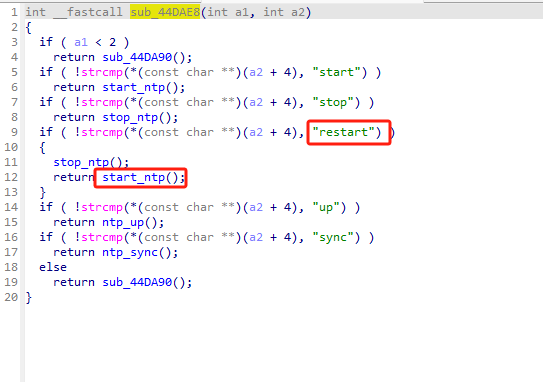 1 int __fastcall sub_44DAE8(int a1, int a2)
2 {
3 if ( a1 < 2 )
4 return sub_44DA90();
5 if ( !strcmp(*(const char **)(a2 + 4), "start") )
6 return start_ntp();
7 if ( !strcmp(*(const char **)(a2 + 4), "stop") )
8 return stop_ntp();
9 if ( !strcmp(*(const char **)(a2 + 4), "restart") )
10 {
11 stop_ntp();
12 return start_ntp();
13 }
14 if ( !strcmp(*(const char **)(a2 + 4), "up") )
15 return ntp_up();
16 if ( !strcmp(*(const char **)(a2 + 4), "sync") )
17 return ntp_sync();
18 else
19 return sub_44DA90();
20 }